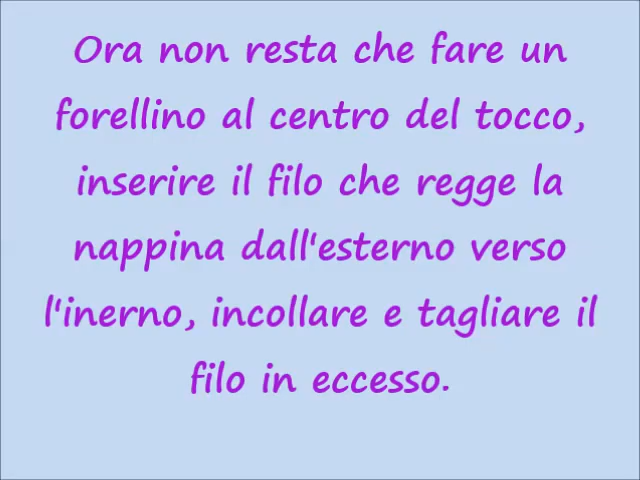 Ora non resta che fare un
forellino al centro del tocco,
inserire il filo che regge la
nappina dall'esterno verso
l'inerno, incollare e tagliare il
filo in eccesso.